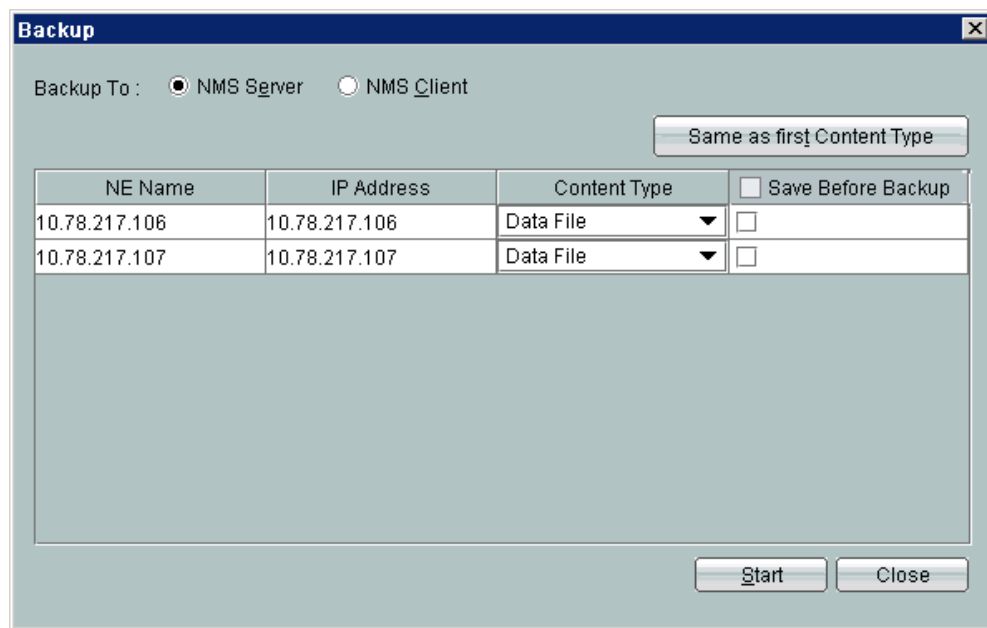 Backup
Backup To : NMS Server NMS Client
Same as first Content Type
NE Name IP Address Content Type Save Before Backup
10.78.217.106 10.78.217.106 Data File
10.78.217.107 10.78.217.107 Data File
Start Close